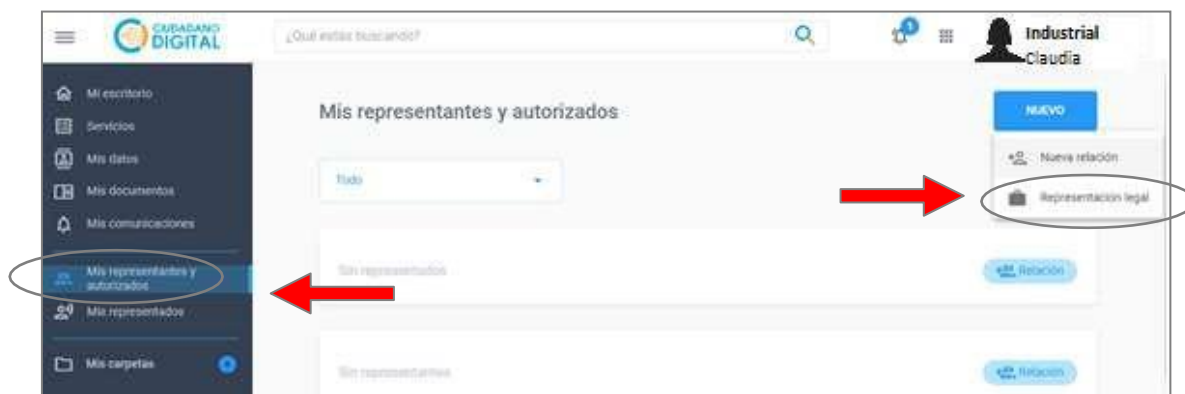 CIUDADANO
DIGITAL
¿Qué estás buscando?
1
Industrial
Claudia
Mi escritorio
Servicios
Mis datos
Mis documentos
Mis comunicaciones
Mis representantes y
autorizados
Mis representados
Mis carpetas
Mis representantes y autorizados
NUEVO
Nueva relación
Representación legal
Todo
Sin representados
Relación
Sin representantes
Relación